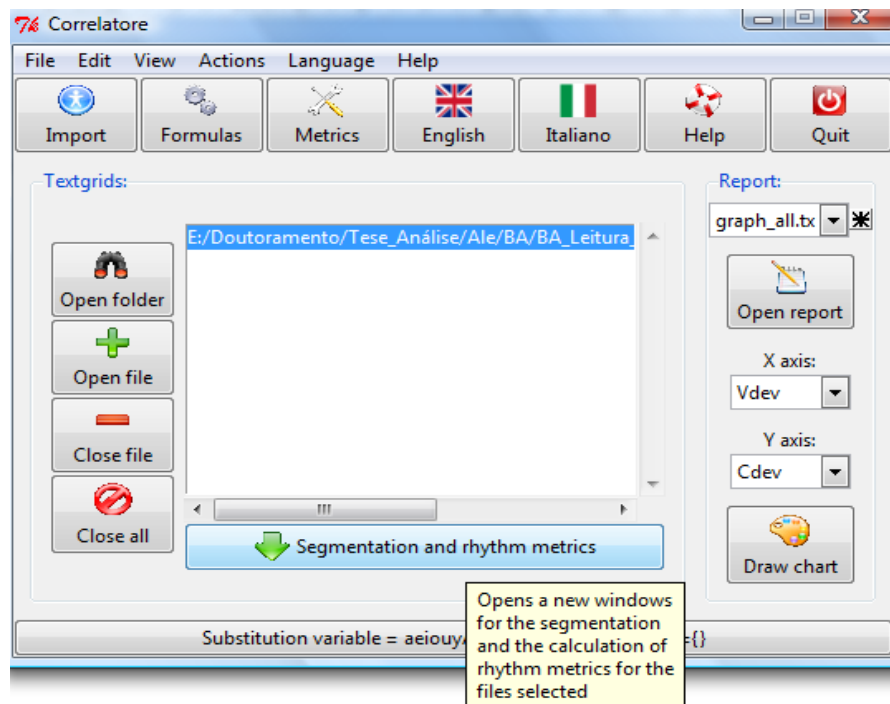 Correlatore
File Edit View Actions Language Help
Import Formulas Metrics English Italiano Help Quit
Textgrids:
E:/Doutoramento/Tese_Análise/Ale/BA/BA_Leitura_
Open folder
Open file
Close file
Close all
Segmentation and rhythm metrics
Report:
graph_all.tx
Open report
X axis:
Vdev
Y axis:
Cdev
Draw chart
Opens a new windows
for the segmentation
and the calculation of
rhythm metrics for the
files selected
Substitution variable = aeiouy ={}